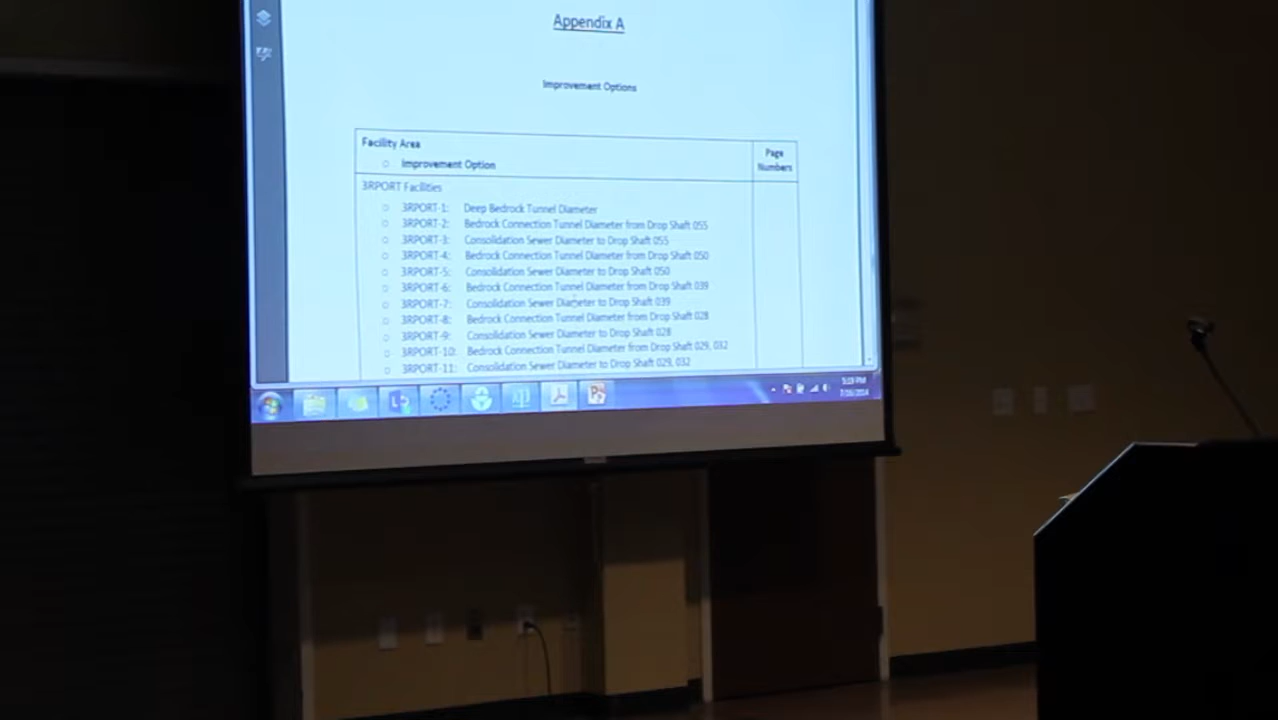 Appendix A
Improvement Options
Facility Area
Improvement Option
Page
Numbers
3RPORT Facilities
3RPORT-1: Deep Bedrock Tunnel Diameter
3RPORT-2: Bedrock Connection Tunnel Diameter from Drop Shaft 055
3RPORT-3: Consolidation Sewer Diameter to Drop Shaft 055
3RPORT-4: Bedrock Connection Tunnel Diameter from Drop Shaft 050
3RPORT-5: Consolidation Sewer Diameter to Drop Shaft 050
3RPORT-6: Bedrock Connection Tunnel Diameter from Drop Shaft 039
3RPORT-7: Consolidation Sewer Diameter to Drop Shaft 039
3RPORT-8: Bedrock Connection Tunnel Diameter from Drop Shaft 028
3RPORT-9: Consolidation Sewer Diameter to Drop Shaft 028
3RPORT-10: Bedrock Connection Tunnel Diameter from Drop Shaft 029, 032
3RPORT-11: Consolidation Sewer Diameter to Drop Shaft 029, 032